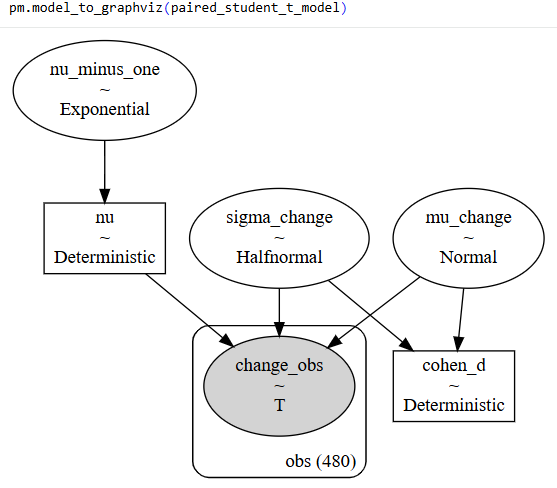 pm.model_to_graphviz(paired_student_t_model)
nu_minus_one
~
Exponential
nu
~
Deterministic
sigma_change
~
Halfnormal
mu_change
~
Normal
change_obs
~
T
obs (480)
cohen_d
~
Deterministic